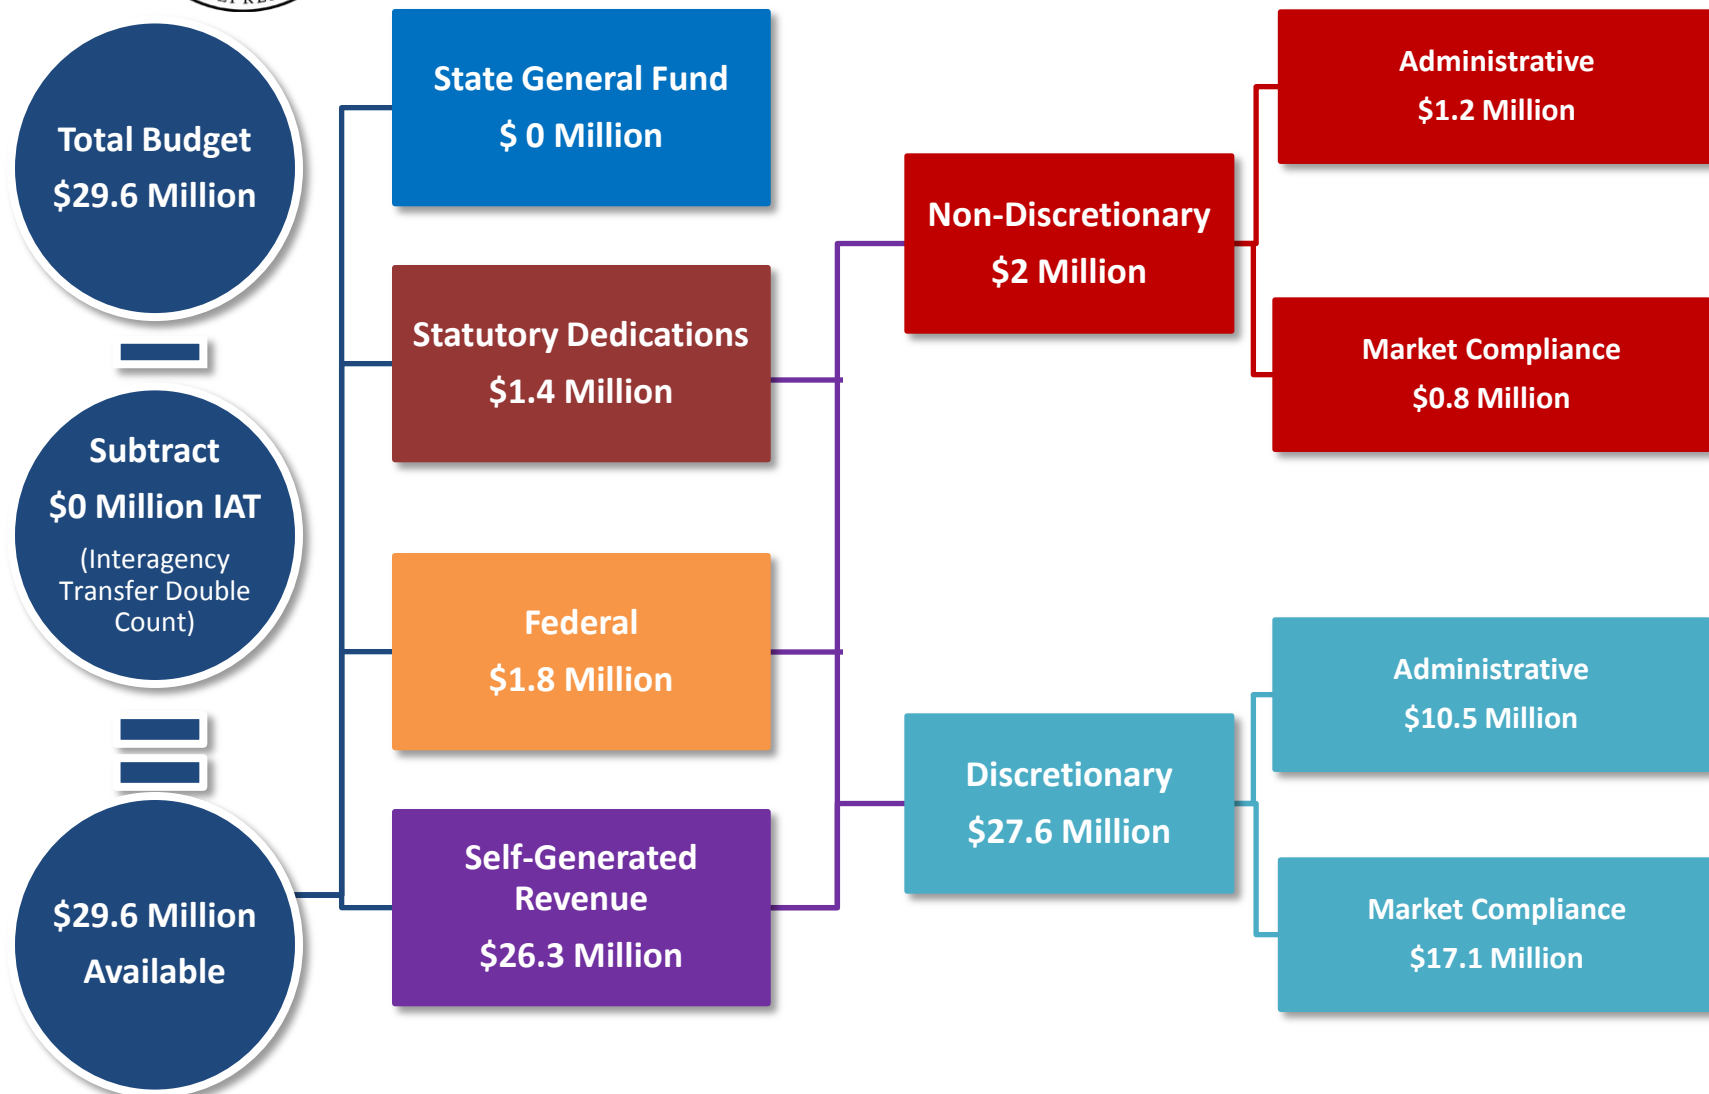 Total Budget
$29.6 Million
Subtract
$0 Million IAT
(Interagency
Transfer Double
Count)
$29.6 Million
Available
State General Fund
$ 0 Million
Statutory Dedications
$1.4 Million
Federal
$1.8 Million
Self-Generated
Revenue
$26.3 Million
Non-Discretionary
$2 Million
Discretionary
$27.6 Million
Administrative
$1.2 Million
Market Compliance
$0.8 Million
Administrative
$10.5 Million
Market Compliance
$17.1 Million